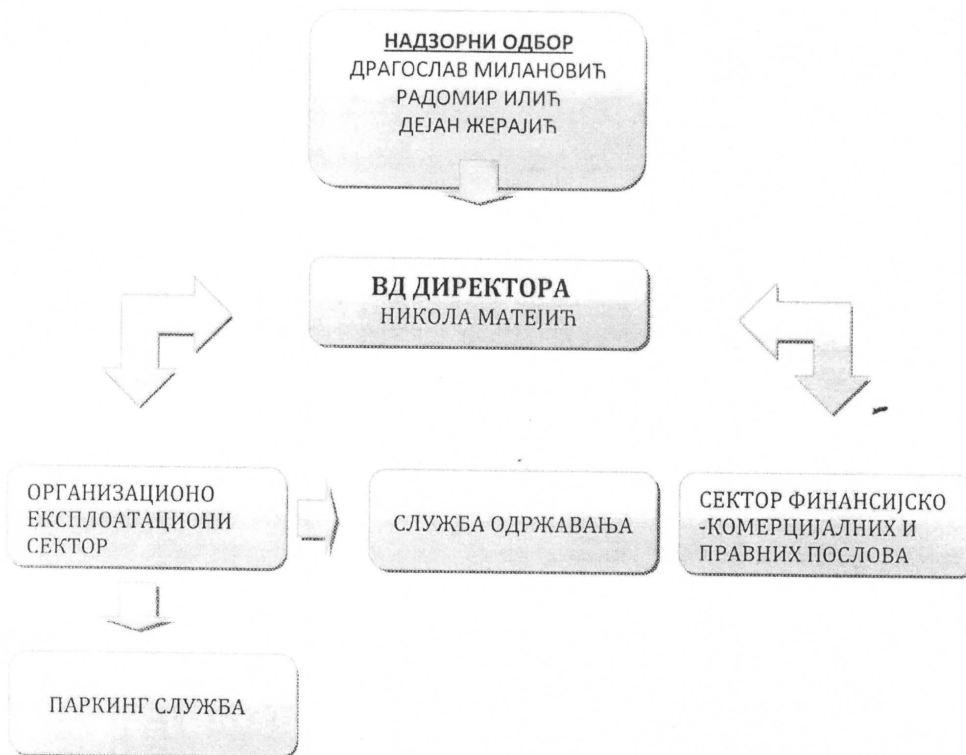 НАДЗОРНИ ОДБОР
ДРАГОСЛАВ МИЛАНОВИЋ
РАДОМИР ИЛИЋ
ДЕЈАН ЖЕРАЈИЋ
ВД ДИРЕКТОРА
НИКОЛА МАТЕЈИЋ
ОРГАНИЗАЦИОНО
ЕКСПЛОАТАЦИОНИ
СЕКТОР
СЛУЖБА ОДРЖАВАЊА
СЕКТОР ФИНАНСИЈСКО
-КОМЕРЦИЈАЛНИХ И
ПРАВНИХ ПОСЛОВА
ПАРКИНГ СЛУЖБА